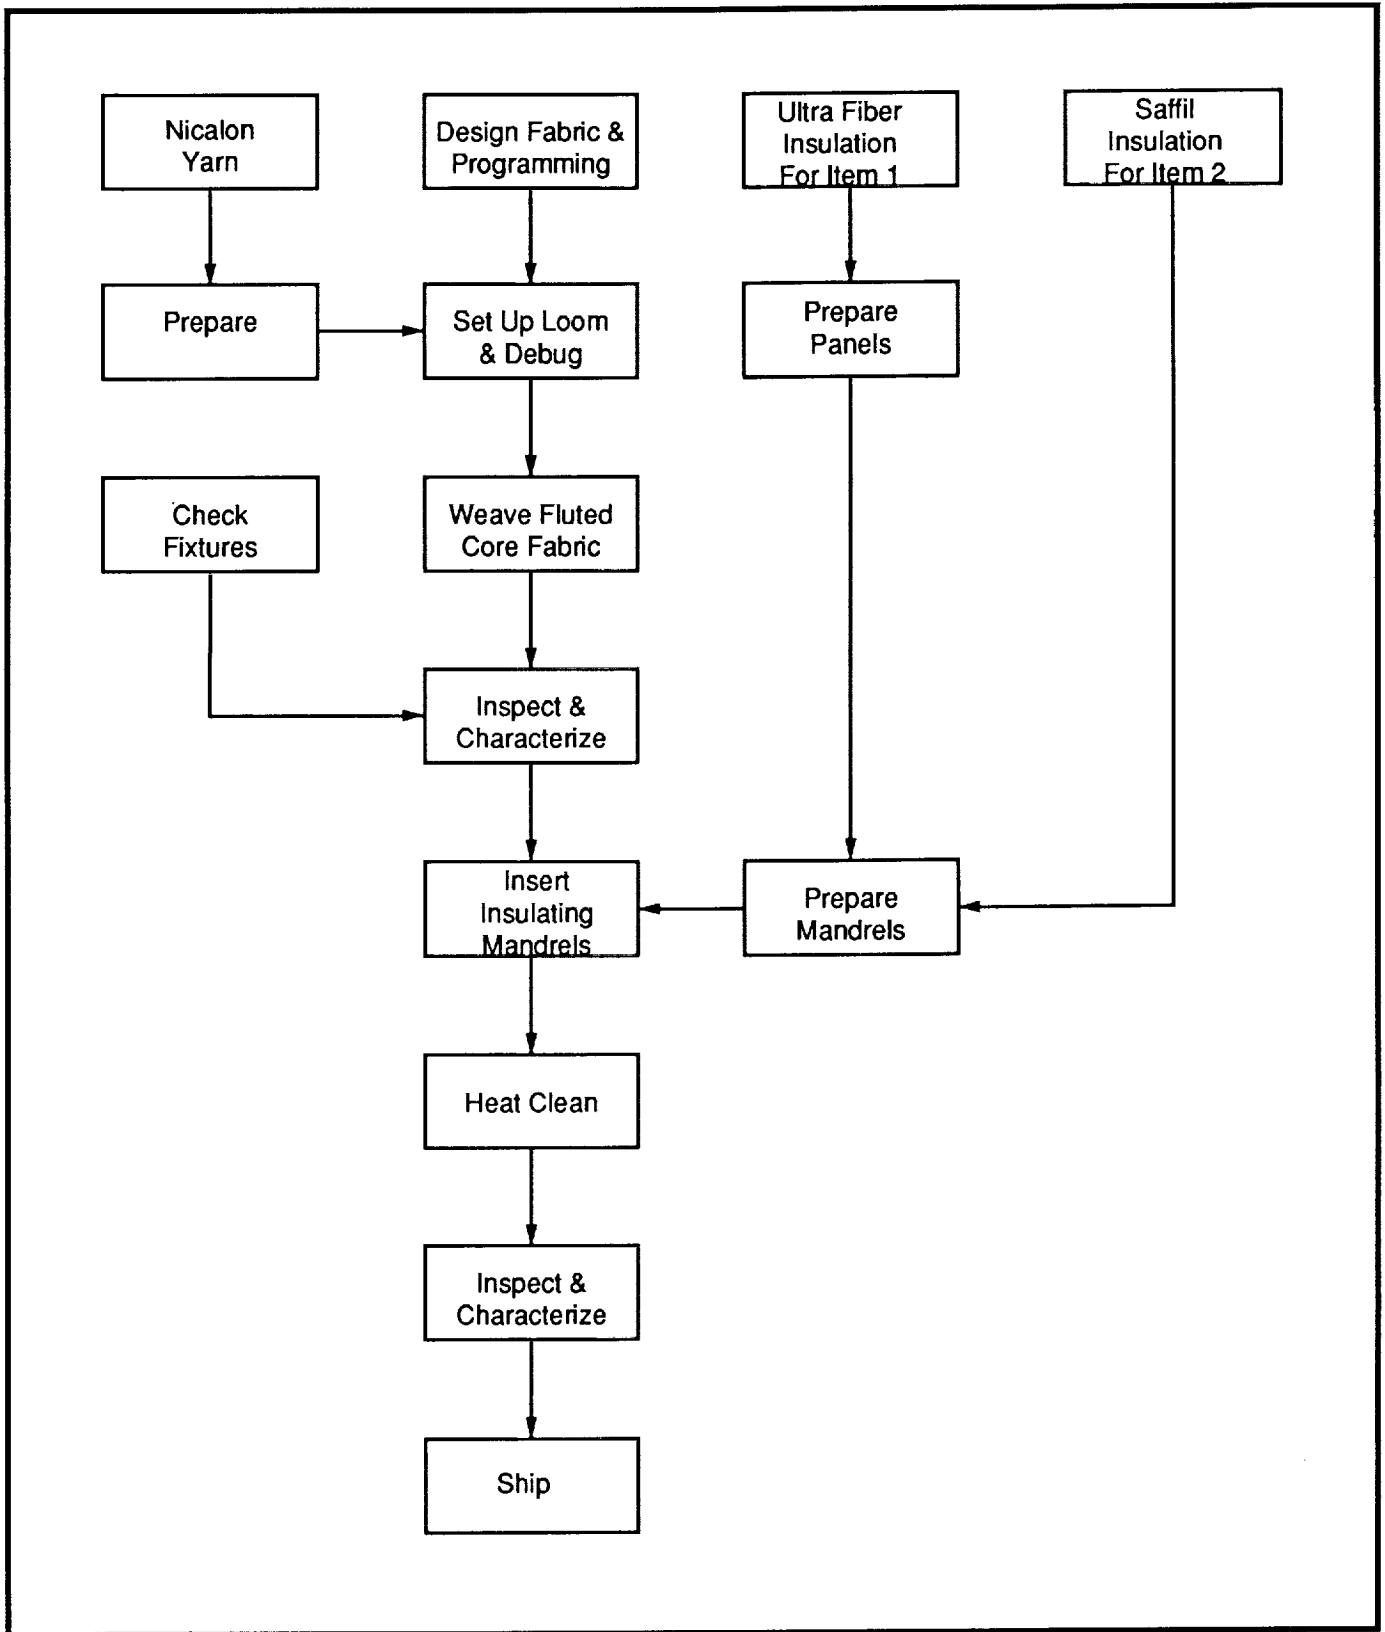 Nicalon
Yarn
Design Fabric &
Programming
Ultra Fiber
Insulation
For Item 1
Saffil
Insulation
For Item 2
Prepare
Set Up Loom
& Debug
Prepare
Panels
Check
Fixtures
Weave Fluted
Core Fabric
Inspect &
Characterize
Insert
Insulating
Mandrels
Prepare
Mandrels
Heat Clean
Inspect &
Characterize
Ship